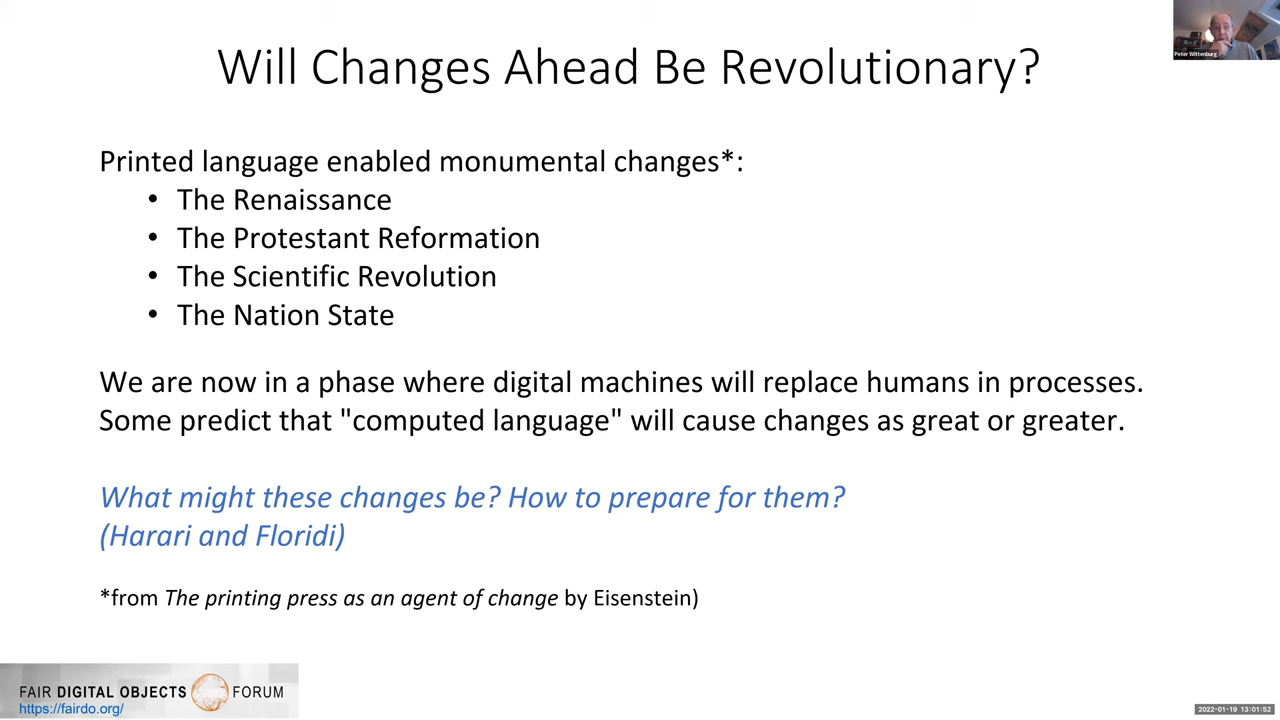 Will Changes Ahead Be Revolutionary?
Peter Wittenburg
Printed language enabled monumental changes*:
• The Renaissance
• The Protestant Reformation
• The Scientific Revolution
• The Nation State
We are now in a phase where digital machines will replace humans in processes.
Some predict that "computed language" will cause changes as great or greater.
What might these changes be? How to prepare for them?
(Harari and Floridi)
*from The printing press as an agent of change by Eisenstein)
FAIR DIGITAL OBJECTS FORUM
https://fairdo.org/
2022-01-19 13:01:52